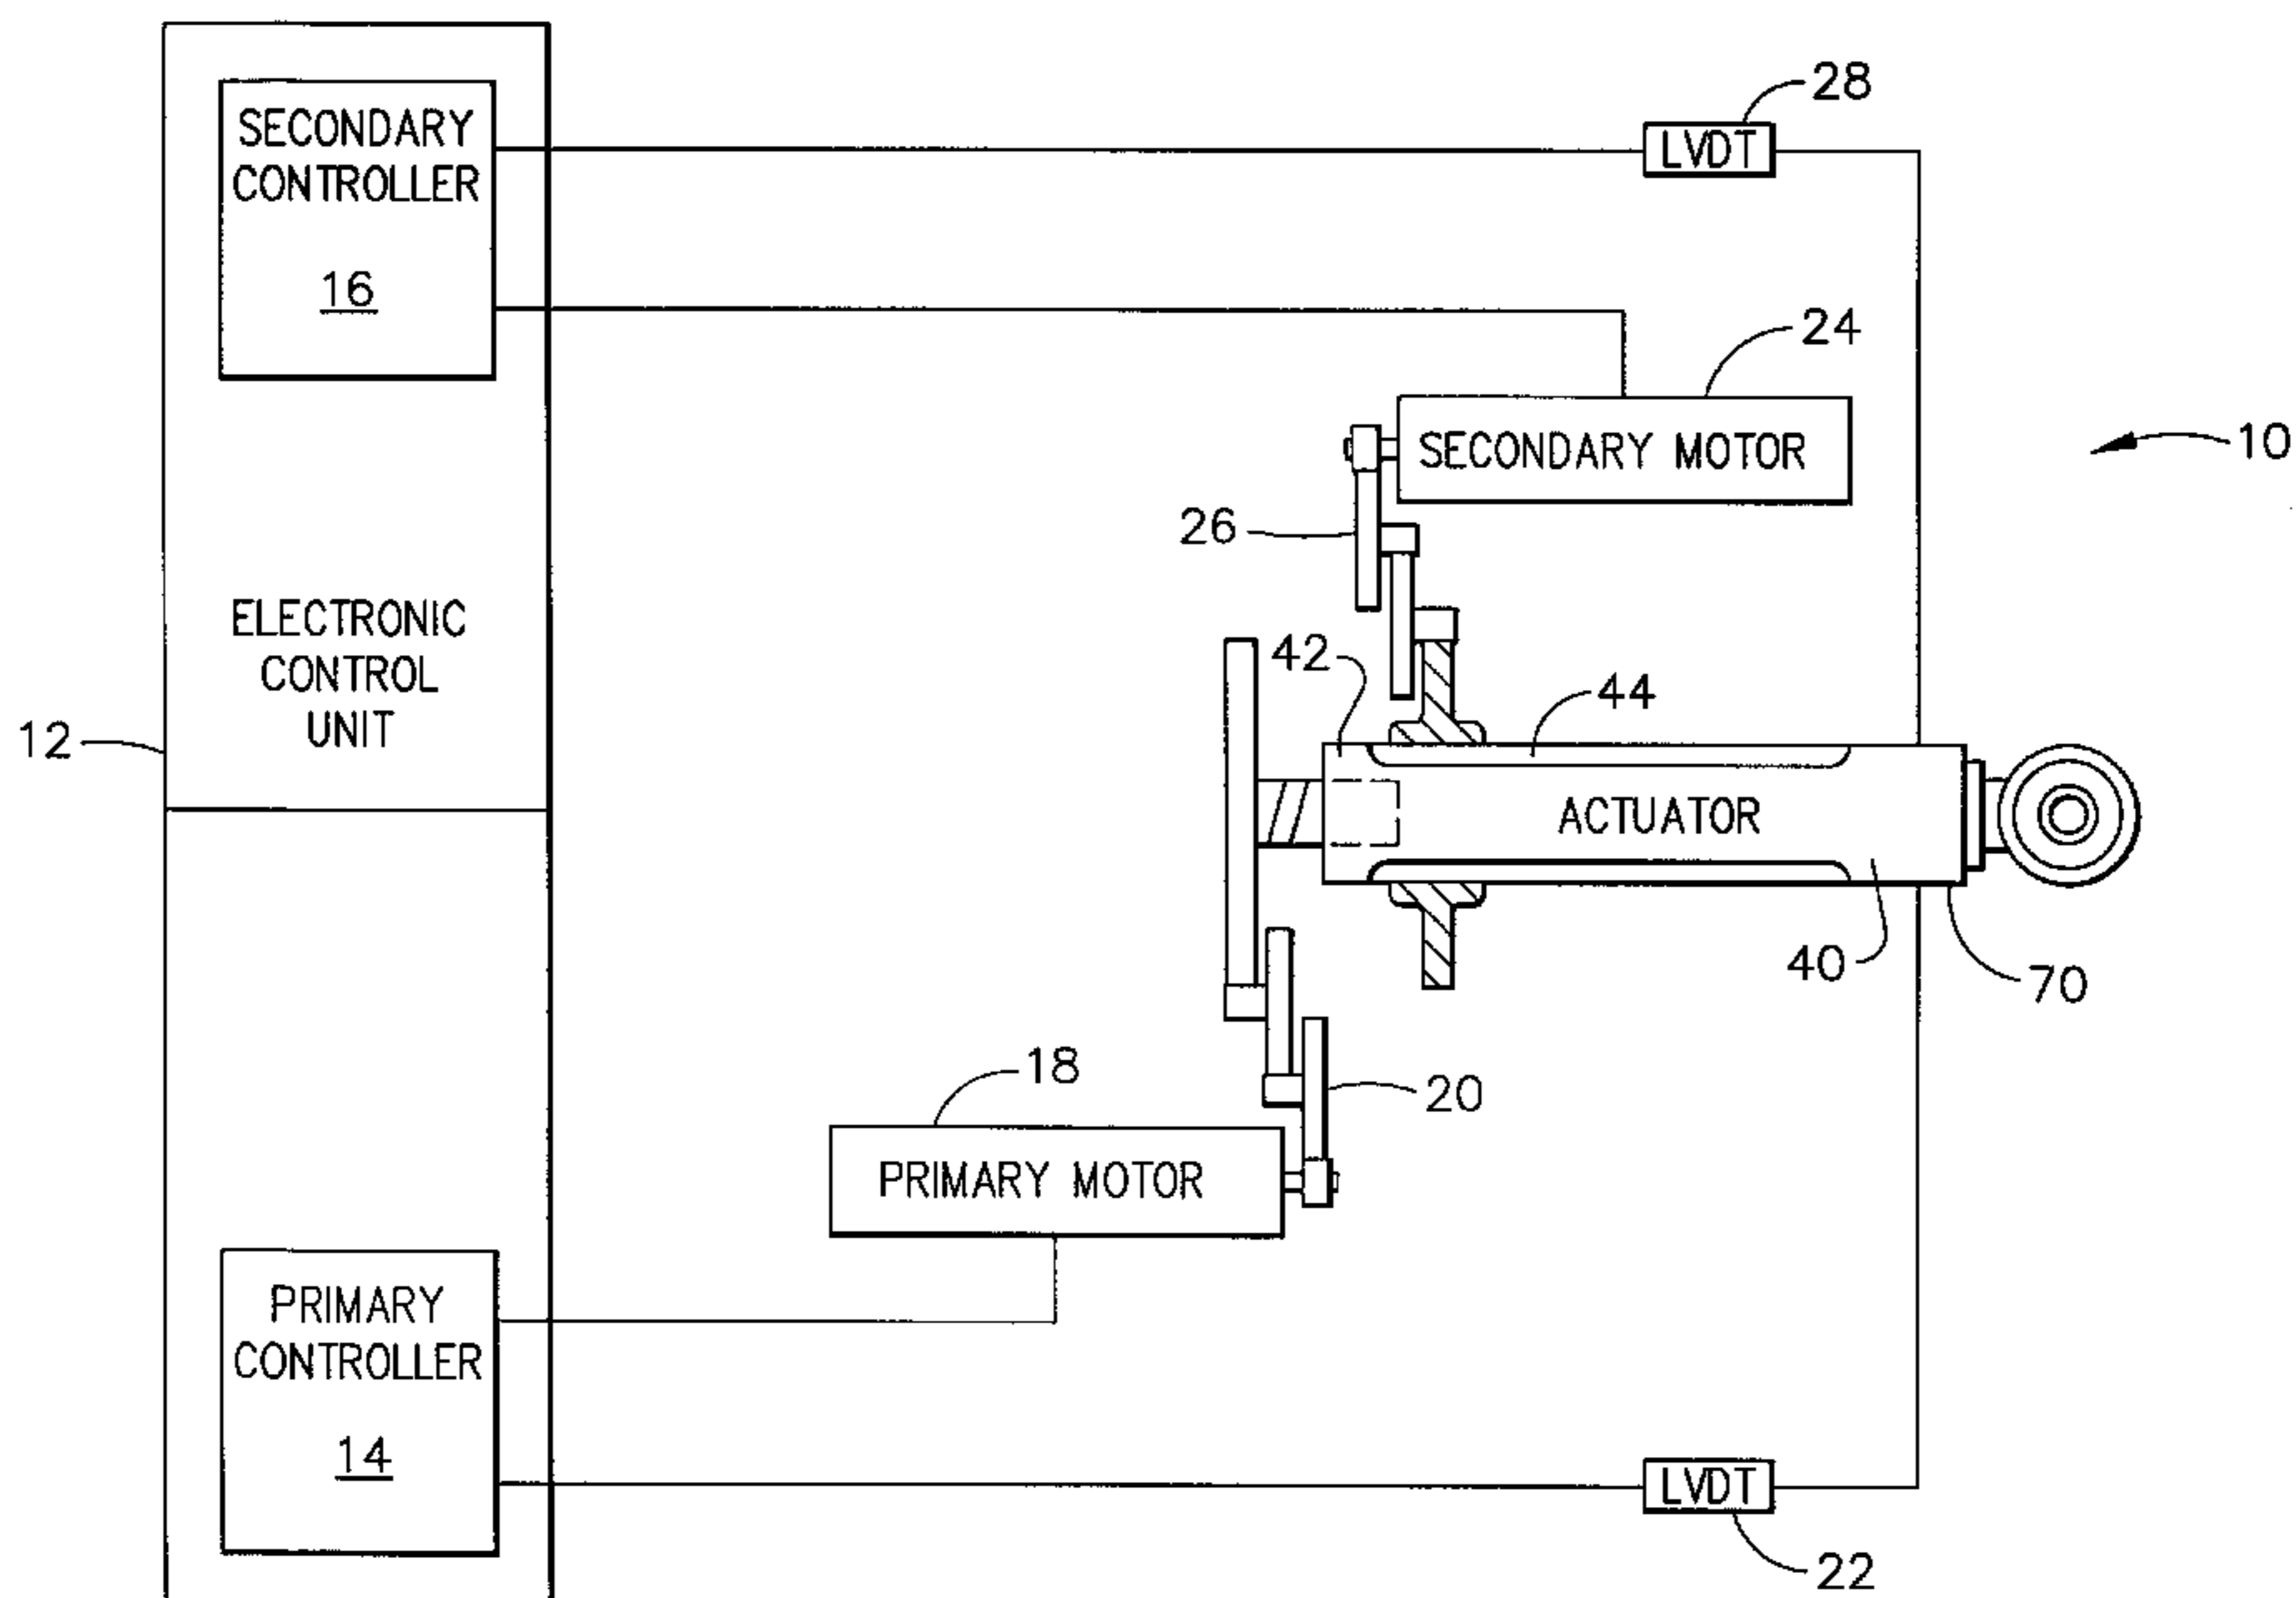 28
LVDT
SECONDARY
CONTROLLER
16
24
10
SECONDARY MOTOR
26
ELECTRONIC
CONTROL
UNIT
42
44
12
ACTUATOR
40
70
18
20
PRIMARY MOTOR
PRIMARY
CONTROLLER
14
LVDT
22